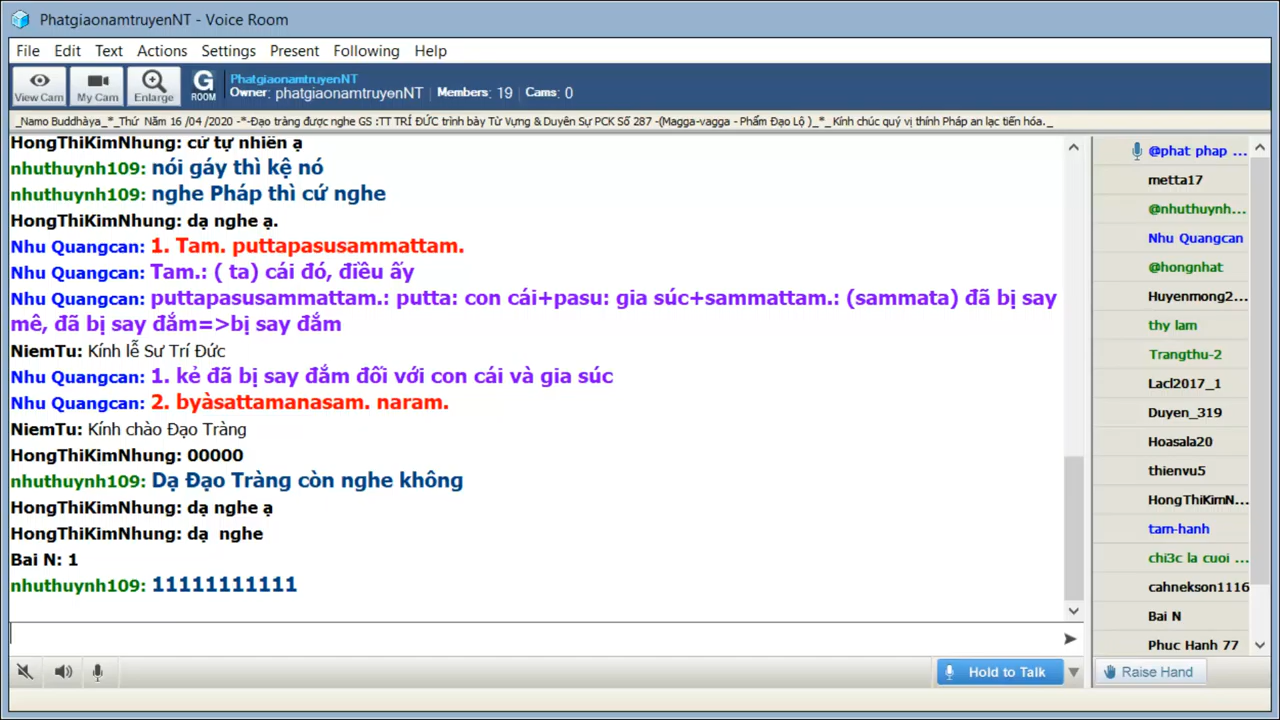 PhatgiaonamtruyenNT - Voice Room
File Edit Text Actions Settings Present Following Help
View Cam My Cam Enlarge G ROOM
PhatgiaonamtruyenNT
Owner: phatgiaonamtruyenNT Members: 19 Cams: 0
_Namo Buddhàya_*_Thứ Năm 16 /04 /2020 -*-Đạo tràng được nghe GS :TT TRÍ ĐỨC trình bày Từ Vựng & Duyên Sự PCK Số 287 -(Magga-vagga - Phẩm Đạo Lộ )_*_ Kính chúc quý vị thính Pháp an lạc tiến hóa._
HongThiKimNhung: cứ tự nhiên ạ
nhuthuynh109: nói gáy thì kệ nó
nhuthuynh109: nghe Pháp thì cứ nghe
HongThiKimNhung: dạ nghe ạ.
Nhu Quangcan: 1. Tam. puttapasusammattam.
Nhu Quangcan: Tam.: ( ta) cái đó, điều ấy
Nhu Quangcan: puttapasusammattam.: putta: con cái+pasu: gia súc+sammattam.: (sammata) đã bị say
mê, đã bị say đắm=>bị say đắm
NiemTu: Kính lễ Sư Trí Đức
Nhu Quangcan: 1. kẻ đã bị say đắm đối với con cái và gia súc
Nhu Quangcan: 2. byàsattamanasam. naram.
NiemTu: Kính chào Đạo Tràng
HongThiKimNhung: 00000
nhuthuynh109: Dạ Đạo Tràng còn nghe không
HongThiKimNhung: dạ nghe ạ
HongThiKimNhung: dạ  nghe
Bai N: 1
nhuthuynh109: 11111111111
@phat phap ...
metta17
@nhuthuynh...
Nhu Quangcan
@hongnhat
Huyenmong2...
thy lam
Trangthu-2
Lacl2017_1
Duyen_319
Hoasala20
thienvu5
HongThiKimN...
tam-hanh
chi3c la cuoi ...
cahnekson1116
Bai N
Phuc Hanh 77
Hold to Talk
Raise Hand